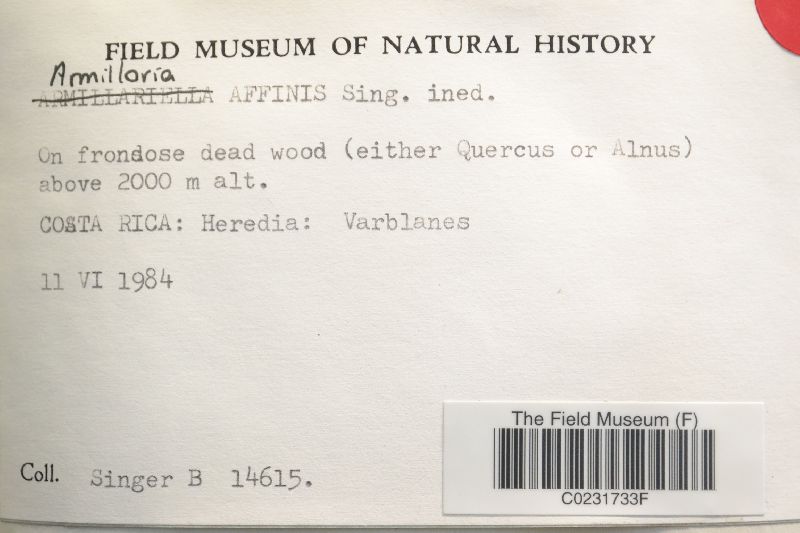 FIELD MUSEUM OF NATURAL HISTORY
Armilloria
ARMILLARIELLA AFFINIS Sing. ined.
On frondose dead wood (either Quercus or Alnus)
above 2000 m alt.
COSTA RICA: Heredia: Varblanes
11 VI 1984
Coll. Singer B 14615.
The Field Museum (F)
C0231733F